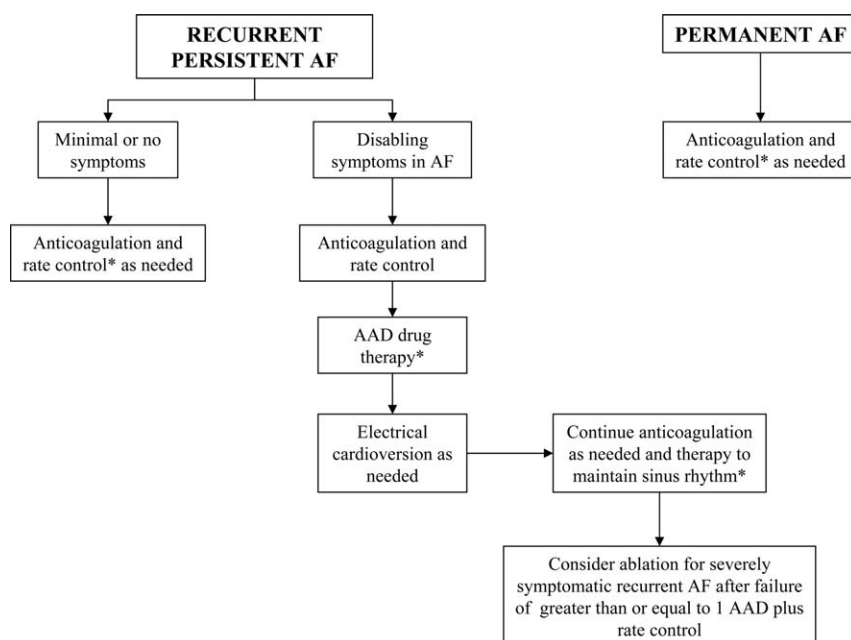 RECURRENT
PERSISTENT AF
PERMANENT AF
Minimal or no
symptoms
Disabling
symptoms in AF
Anticoagulation and
rate control* as needed
Anticoagulation and
rate control* as needed
Anticoagulation and
rate control
AAD drug
therapy*
Electrical
cardioversion as
needed
Continue anticoagulation
as needed and therapy to
maintain sinus rhythm*
Consider ablation for severely
symptomatic recurrent AF after failure
of greater than or equal to 1 AAD plus
rate control